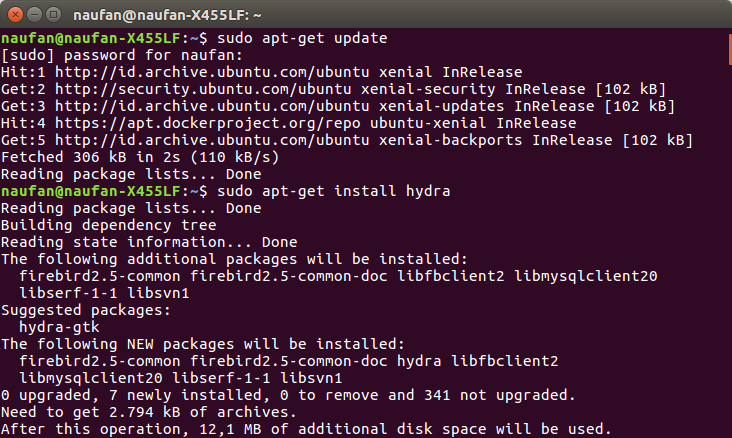 naufan@naufan-X455LF: ~
naufan@naufan-X455LF:~$ sudo apt-get update
[sudo] password for naufan:
Hit:1 http://id.archive.ubuntu.com/ubuntu xenial InRelease
Get:2 http://security.ubuntu.com/ubuntu xenial-security InRelease [102 kB]
Get:3 http://id.archive.ubuntu.com/ubuntu xenial-updates InRelease [102 kB]
Hit:4 https://apt.dockerproject.org/repo ubuntu-xenial InRelease
Get:5 http://id.archive.ubuntu.com/ubuntu xenial-backports InRelease [102 kB]
Fetched 306 kB in 2s (110 kB/s)
Reading package lists... Done
naufan@naufan-X455LF:~$ sudo apt-get install hydra
Reading package lists... Done
Building dependency tree
Reading state information... Done
The following additional packages will be installed:
  firebird2.5-common firebird2.5-common-doc libfbclient2 libmysqlclient20
  libserf-1-1 libsvn1
Suggested packages:
  hydra-gtk
The following NEW packages will be installed:
  firebird2.5-common firebird2.5-common-doc hydra libfbclient2
  libmysqlclient20 libserf-1-1 libsvn1
0 upgraded, 7 newly installed, 0 to remove and 341 not upgraded.
Need to get 2.794 kB of archives.
After this operation, 12,1 MB of additional disk space will be used.